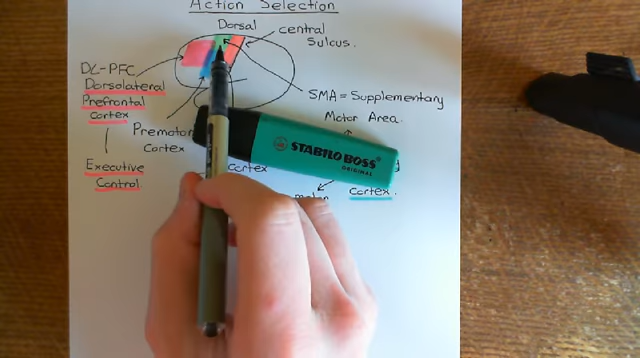 Action Selection
Dorsal
central
Sulcus.
DL-PFC
Dorsolateral
Prefrontal
Cortex
SMA = Supplementary
Motor Area.
Premotor
Cortex
STABILO BOSS
ORIGINAL
Cortex
Executive
Control
Cortex.